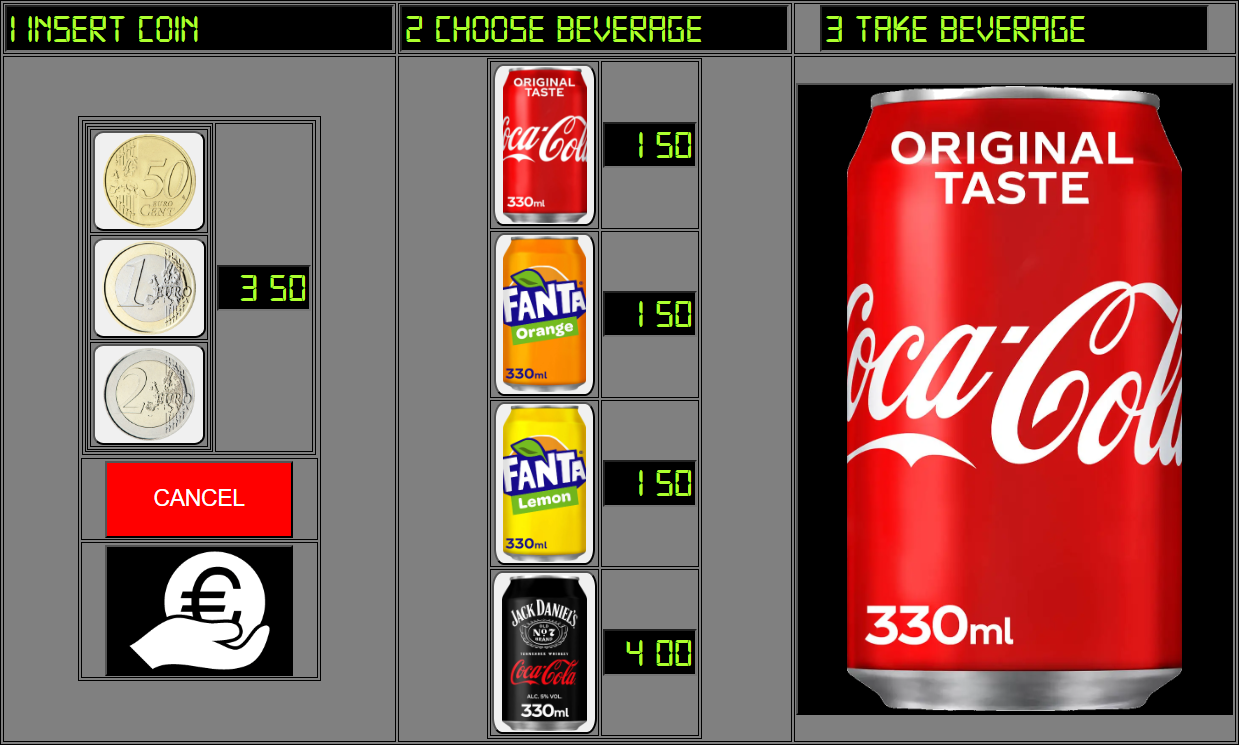 1 INSERT COIN
2 CHOOSE BEVERAGE
3 TAKE BEVERAGE
50
EURO
CENT
1
EURO
2
EURO
3 50
CANCEL
€
ORIGINAL
TASTE
Coca-Cola
330ml
1 50
FANTA
Orange
330ml
1 50
FANTA
Lemon
330ml
1 50
JACK DANIEL'S
OLD
No 7
BRAND
TENNESSEE WHISKEY
Coca-Cola
ALC. 5% VOL.
330ml
4 00
ORIGINAL
TASTE
Coca-Cola
330ml